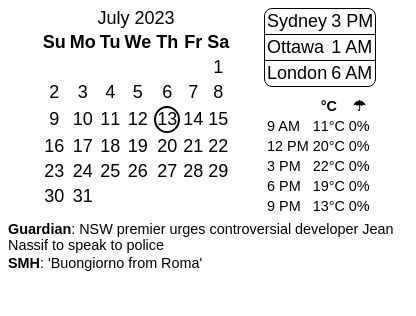 July 2023
Su Mo Tu We Th Fr Sa
1
2 3 4 5 6 7 8
9 10 11 12 13 14 15
16 17 18 19 20 21 22
23 24 25 26 27 28 29
30 31
Sydney 3 PM
Ottawa 1 AM
London 6 AM
°C ☂
9 AM 11°C 0%
12 PM 20°C 0%
3 PM 22°C 0%
6 PM 19°C 0%
9 PM 13°C 0%
Guardian: NSW premier urges controversial developer Jean
Nassif to speak to police
SMH: 'Buongiorno from Roma'